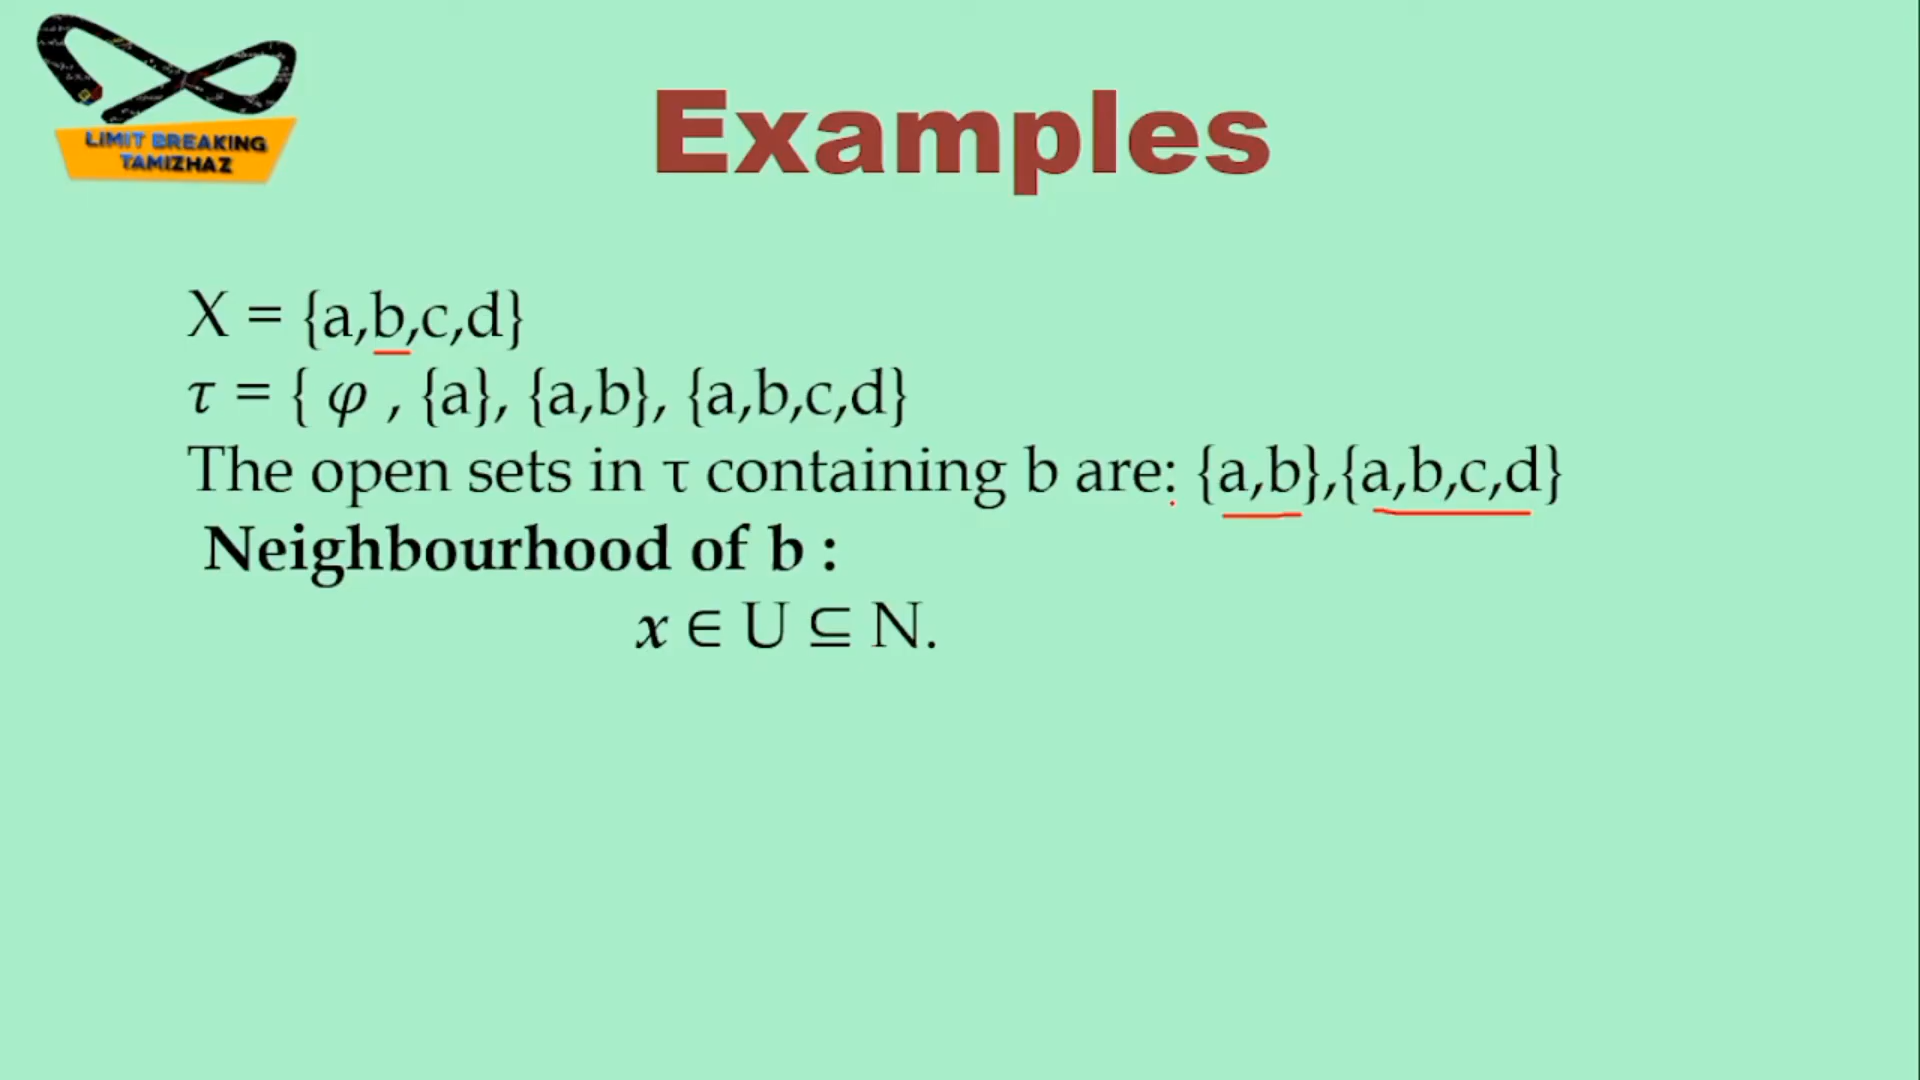 LIMIT BREAKING
TAMIZHAZ
Examples
X = {a,b,c,d}
τ = { φ , {a}, {a,b}, {a,b,c,d}
The open sets in τ containing b are: {a,b},{a,b,c,d}
Neighbourhood of b :
x ∈ U ⊆ N.